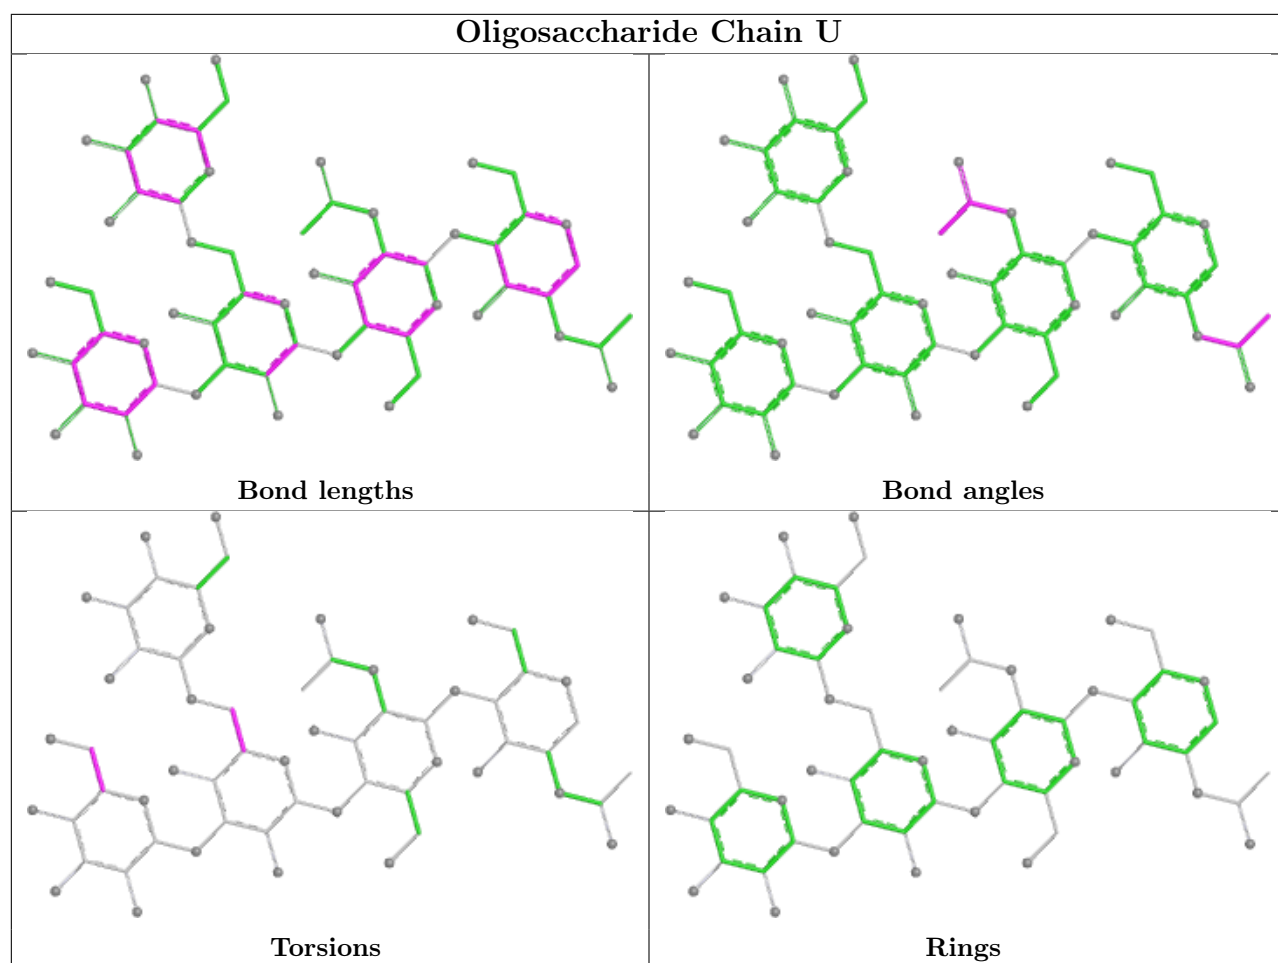 Oligosaccharide Chain U
Bond lengths
Bond angles
Torsions
Rings